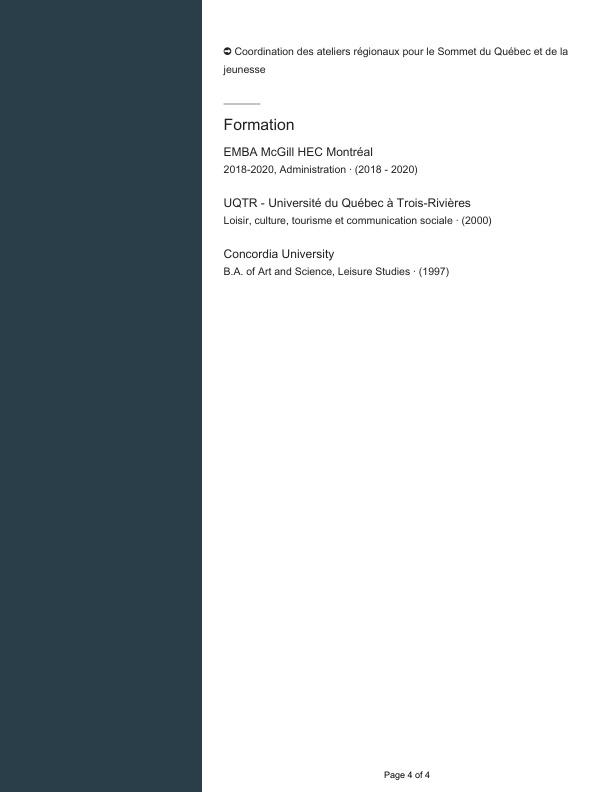 ➲ Coordination des ateliers régionaux pour le Sommet du Québec et de la
jeunesse
Formation
EMBA McGill HEC Montréal
2018-2020, Administration · (2018 - 2020)
UQTR - Université du Québec à Trois-Rivières
Loisir, culture, tourisme et communication sociale · (2000)
Concordia University
B.A. of Art and Science, Leisure Studies · (1997)
Page 4 of 4